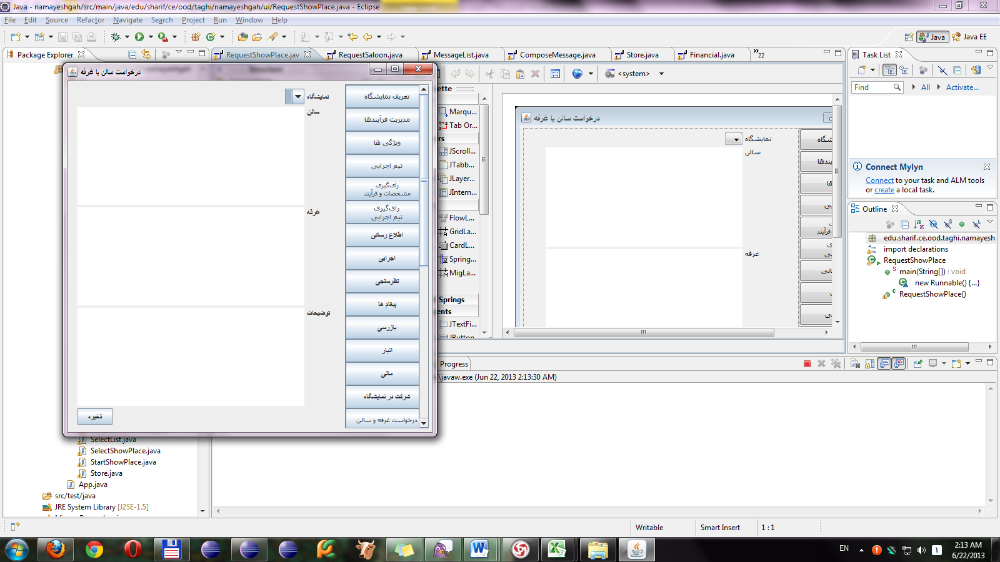 Java - namayeshgah/src/main/java/edu/sharif/ce/ood/taghi/namayeshgah/ui/RequestShowPlace.java - Eclipse
File Edit Source Refactor Navigate Search Project Run Window Help
Java Java EE
Package Explorer
RequestShowPlace.jav RequestSaloon.java MessageList.java ComposeMessage.java Store.java Financial.java »22
Task List
<system>
Find All Activate...
درخواست سالن یا غرفه
نمایشگاه
سالن
غرفه
توضیحات
ذخیره
تعریف نمایشگاه
مدیریت فرآیندها
ویژگی ها
تیم اجرایی
رای‌گیری
مشخصات و فرآیند
رای‌گیری
تیم اجرایی
اطلاع رسانی
اجرایی
نظرسنجی
پیغام ها
بازرسی
انبار
مالی
شرکت در نمایشگاه
درخواست غرفه و سالن
ette
Marqu...
Tab Or...
rs
JScroll...
JTabb...
JLayer...
JIntern...
FlowL...
GridLa...
CardL...
Spring...
MigLa...
Springs
ents
JTextFi...
JButton
درخواست سالن یا غرفه
نمایشگاه
سالن
غرفه
Connect Mylyn
Connect to your task and ALM tools
or create a local task.
Outline
edu.sharif.ce.ood.taghi.namayesh
import declarations
RequestShowPlace
main(String[]) : void
new Runnable() {...}
RequestShowPlace()
Progress
\javaw.exe (Jun 22, 2013 2:13:30 AM)
SelectList.java
SelectShowPlace.java
StartShowPlace.java
Store.java
App.java
src/test/java
JRE System Library [J2SE-1.5]
Writable Smart Insert 1 : 1
EN
2:13 AM
6/22/2013